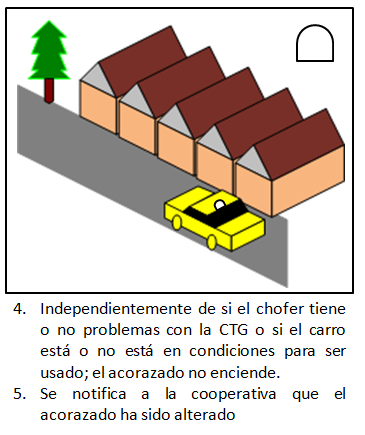 4. Independientemente de si el chofer tiene
o no problemas con la CTG o si el carro
está o no está en condiciones para ser
usado; el acorazado no enciende.
5. Se notifica a la cooperativa que el
acorazado ha sido alterado